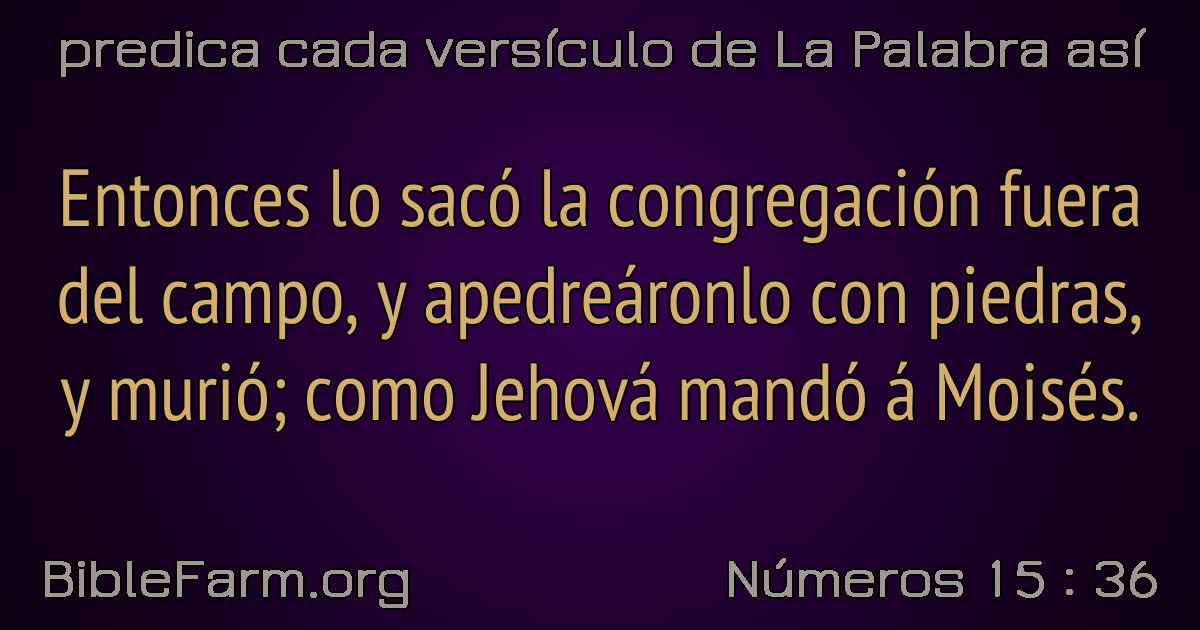 predica cada versículo de La Palabra así
Entonces lo sacó la congregación fuera
del campo, y apedreáronlo con piedras,
y murió; como Jehová mandó á Moisés.
BibleFarm.org
Números 15 : 36